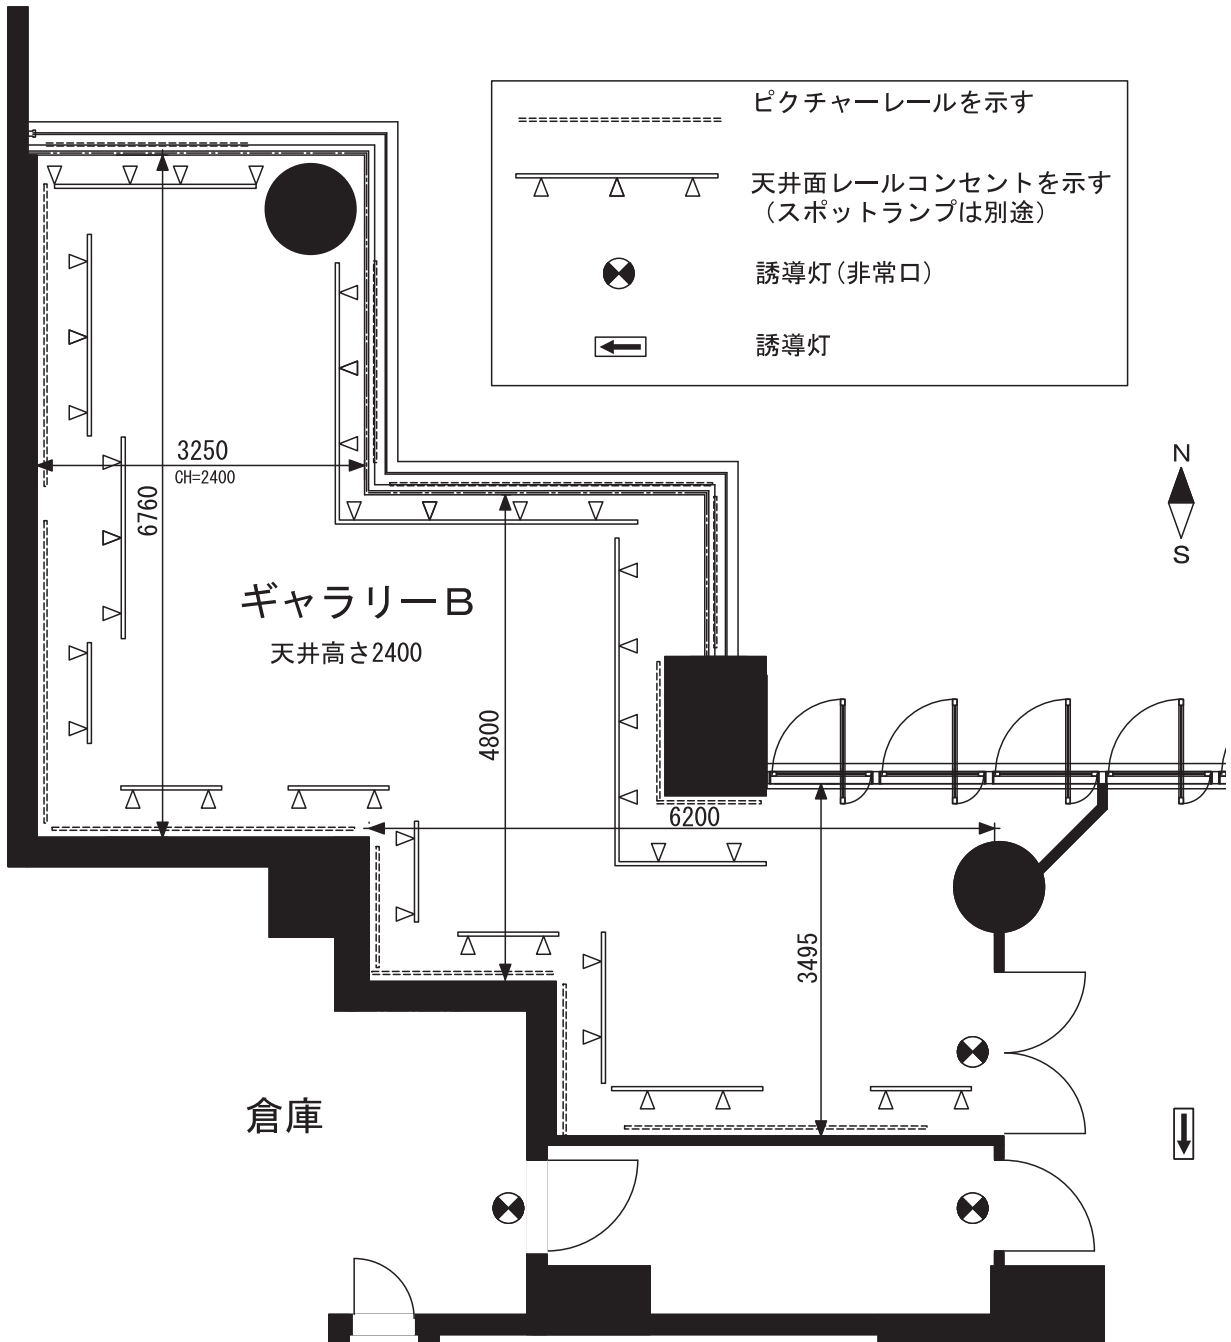 ピクチャーレールを示す
天井面レールコンセントを示す
（スポットランプは別途）
誘導灯（非常口）
誘導灯
N
S
3250
CH=2400
6760
ギャラリーB
天井高さ2400
4800
6200
3495
倉庫